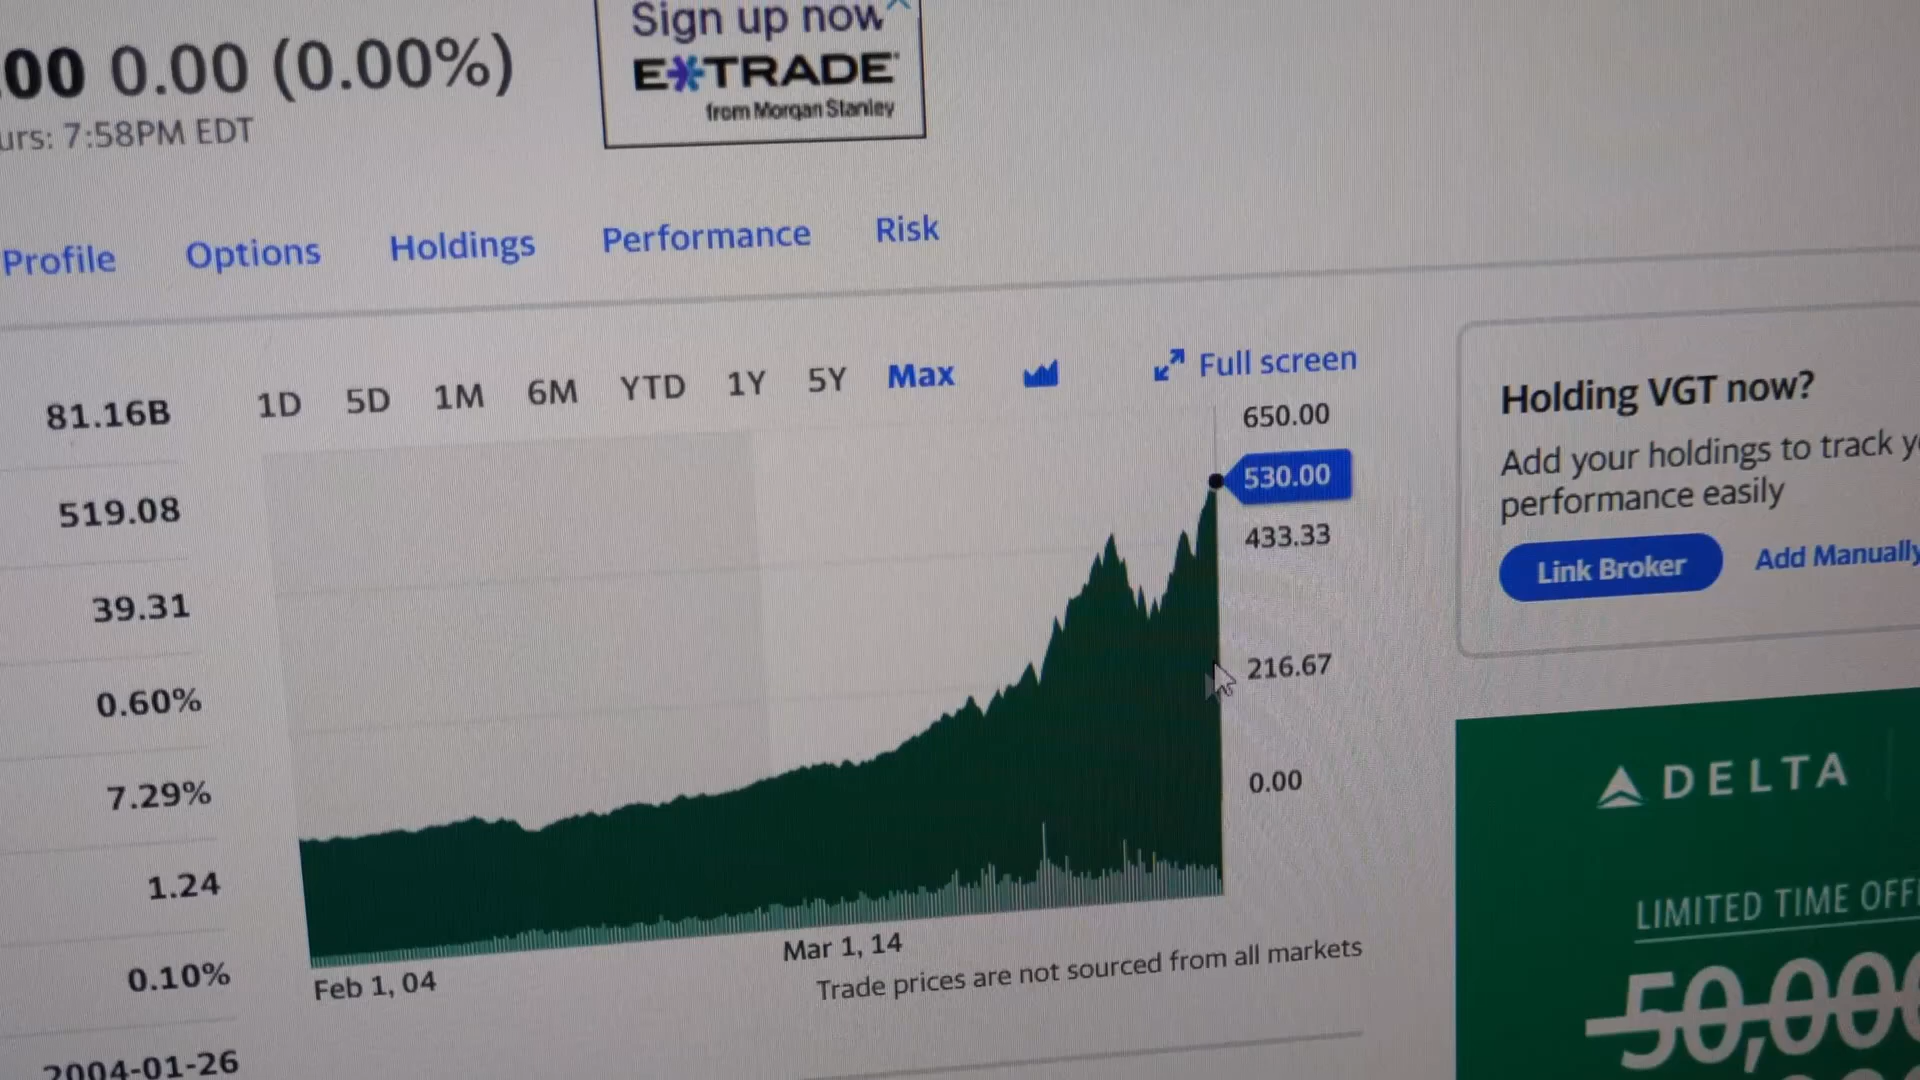 Sign up now
.00 0.00 (0.00%)
E*TRADE
from Morgan Stanley
urs: 7:58PM EDT
Profile Options Holdings Performance Risk
81.16B
1D 5D 1M 6M YTD 1Y 5Y Max Full screen
650.00
519.08
530.00
433.33
39.31
216.67
0.60%
0.00
7.29%
1.24
0.10%
2004-01-26
Feb 1, 04
Mar 1, 14
Trade prices are not sourced from all markets
Holding VGT now?
Add your holdings to track
performance easily
Link Broker Add Manually
DELTA
LIMITED TIME
50,000